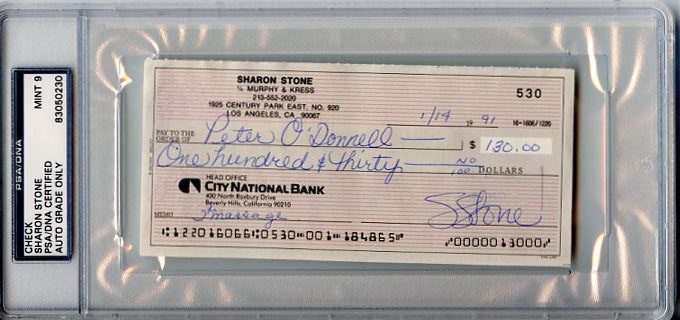 PSA/DNA
MINT 9
83050230
CHECK
SHARON STONE
PSA/DNA CERTIFIED
AUTO GRADE ONLY
SHARON STONE
% MURPHY & KRESS
213-552-2020
1925 CENTURY PARK EAST, NO. 920
LOS ANGELES, CA 90067
530
1/14 19 91 16-1606/1220
PAY TO THE
ORDER OF Peter O'Donnell $ 130.00
One hundred & thirty NO/100 DOLLARS
HEAD OFFICE
CITY NATIONAL BANK
400 North Roxbury Drive
Beverly Hills, California 90210
MEMO massage S Stone
⑆122016066⑆0530⑈001⑈184865⑈ ⑈0000013000⑈